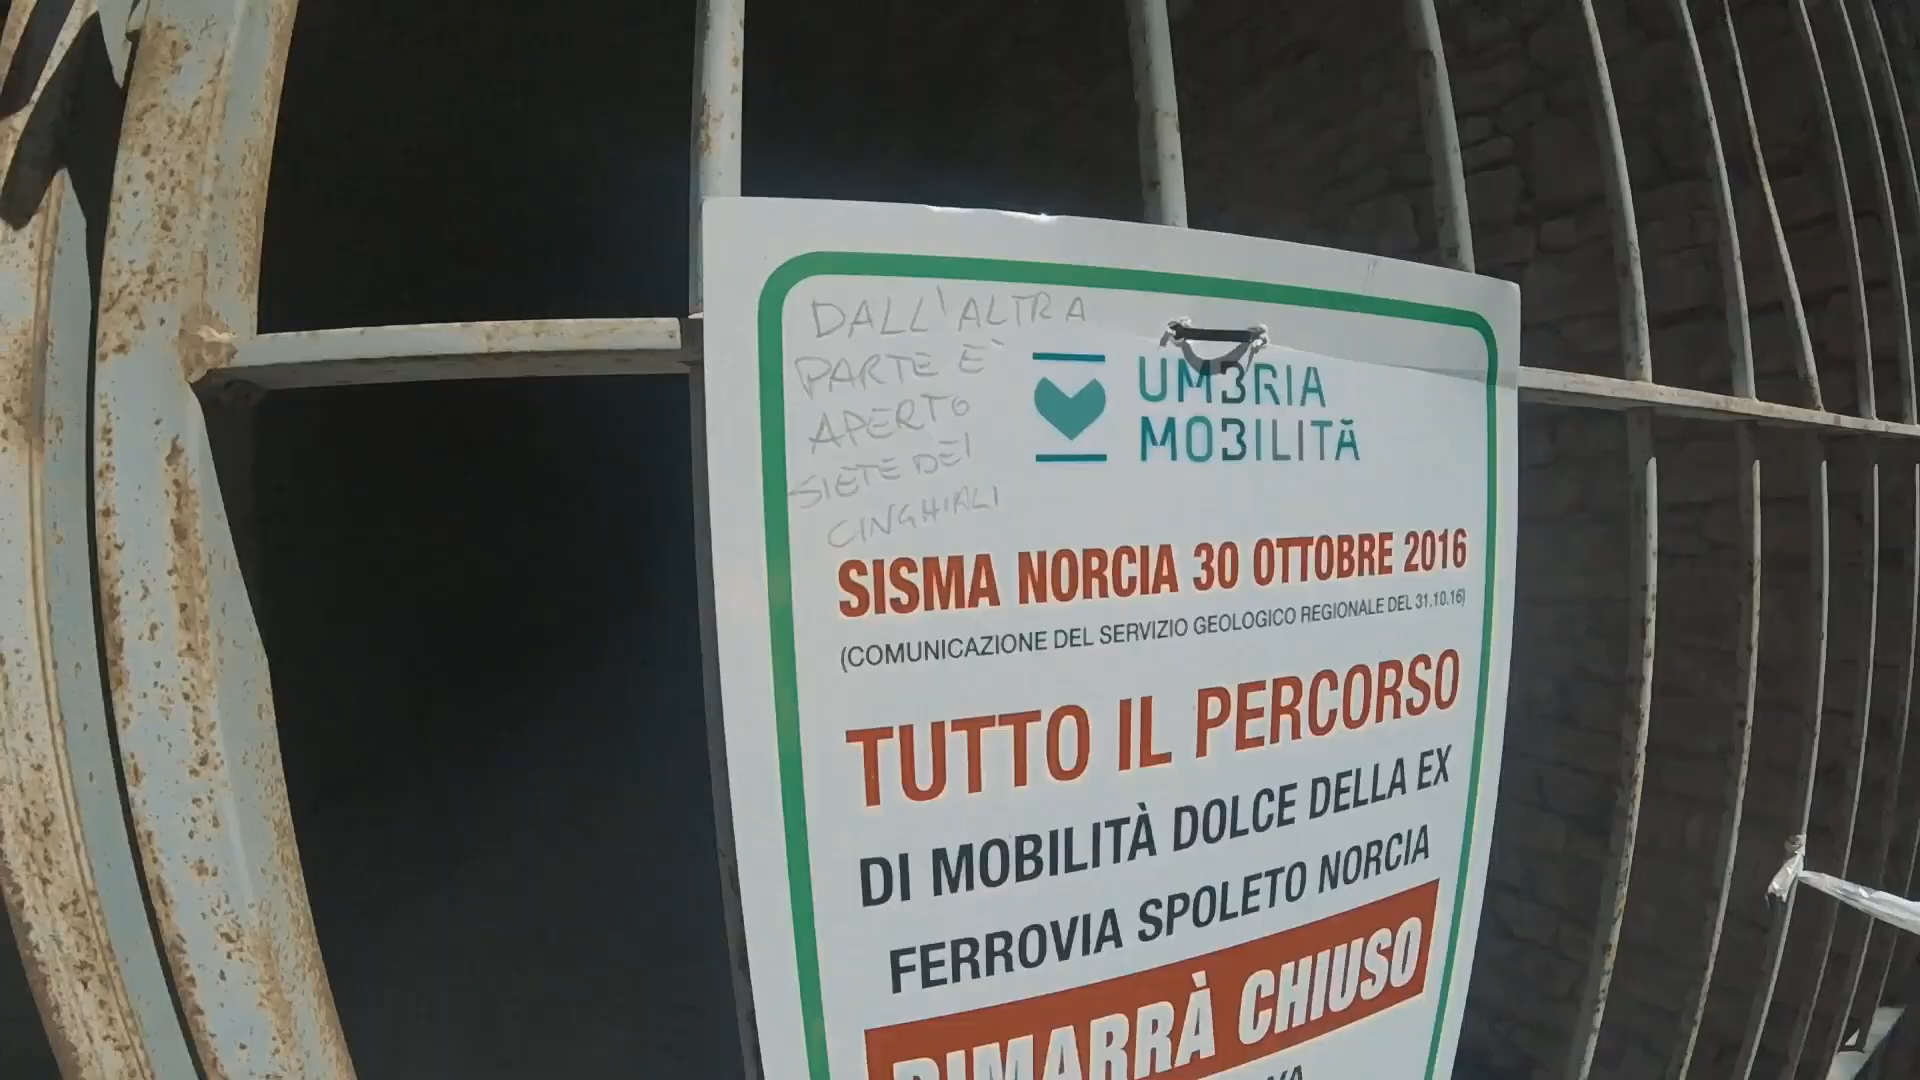 DALL'ALTRA
PARTE E'
APERTO
SIETE DEI
CINGHIALI
UMBRIA
MOBILITÀ
SISMA NORCIA 30 OTTOBRE 2016
(COMUNICAZIONE DEL SERVIZIO GEOLOGICO REGIONALE DEL 31.10.16)
TUTTO IL PERCORSO
DI MOBILITÀ DOLCE DELLA EX
FERROVIA SPOLETO NORCIA
RIMARRÀ CHIUSO